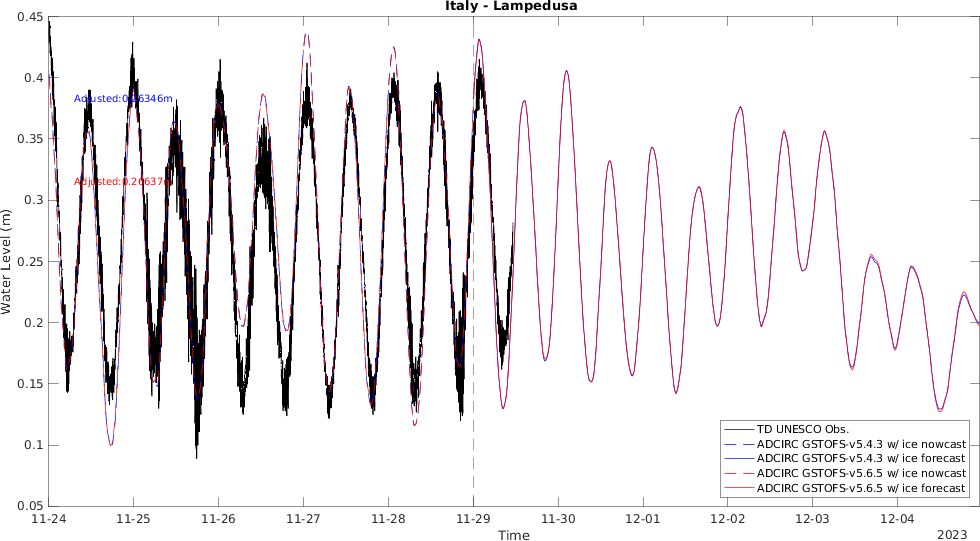 Italy - Lampedusa
0.45
0.4
0.35
0.3
0.25
0.2
0.15
0.1
0.05
Water Level (m)
Adjusted:0.26346m
Adjusted:0.26637m
TD UNESCO Obs.
ADCIRC GSTOFS-v5.4.3 w/ ice nowcast
ADCIRC GSTOFS-v5.4.3 w/ ice forecast
ADCIRC GSTOFS-v5.6.5 w/ ice nowcast
ADCIRC GSTOFS-v5.6.5 w/ ice forecast
11-24 11-25 11-26 11-27 11-28 11-29 11-30 12-01 12-02 12-03 12-04
Time
2023